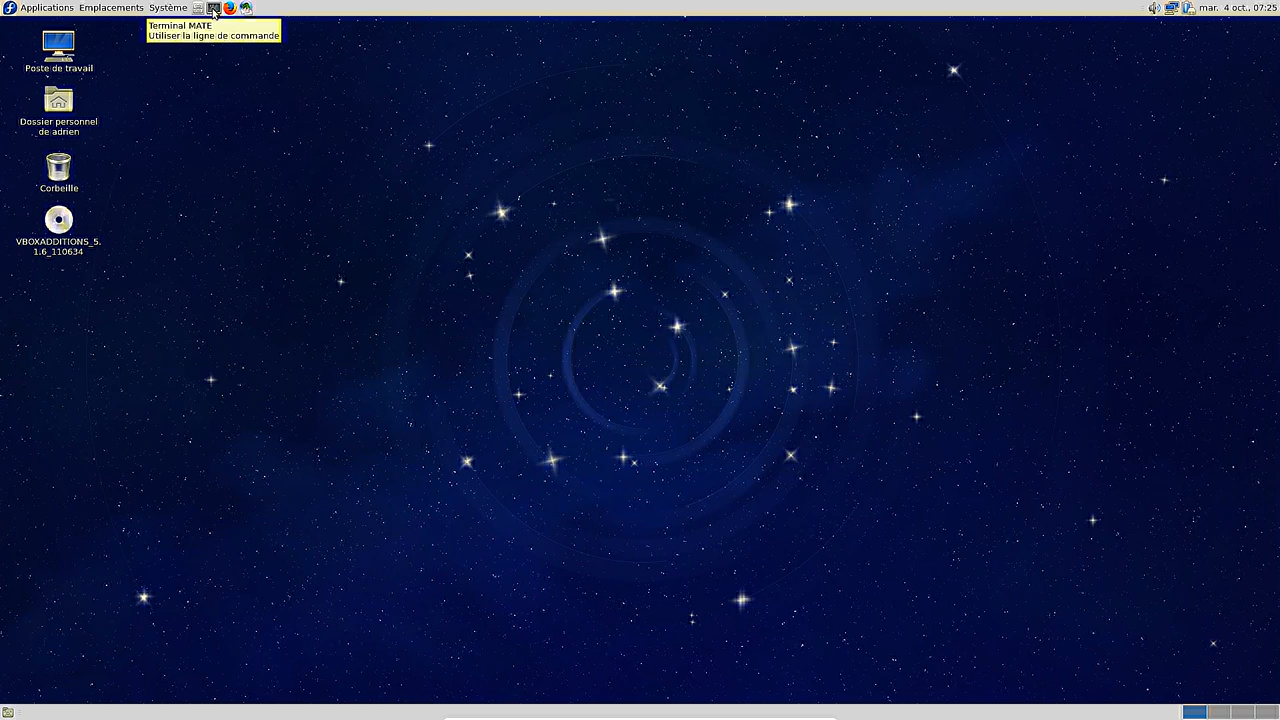 Applications Emplacements Système mar. 4 oct., 07:25
Terminal MATE
Utiliser la ligne de commande
Poste de travail
Dossier personnel
de adrien
Corbeille
VBOXADDITIONS_5.
1.6_110634